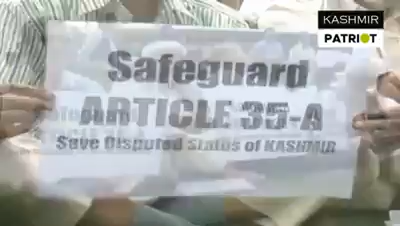 KASHMIR
PATRIOT
Safeguard
ARTICLE 35-A
Save Disputed Status of KASHMIR